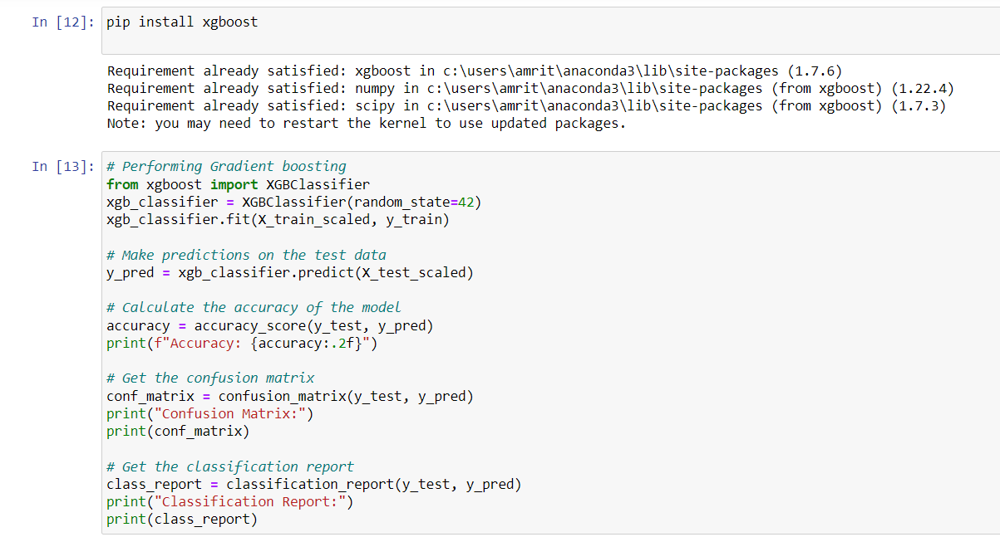 In [12]: pip install xgboost
Requirement already satisfied: xgboost in c:\users\amrit\anaconda3\lib\site-packages (1.7.6)
Requirement already satisfied: numpy in c:\users\amrit\anaconda3\lib\site-packages (from xgboost) (1.22.4)
Requirement already satisfied: scipy in c:\users\amrit\anaconda3\lib\site-packages (from xgboost) (1.7.3)
Note: you may need to restart the kernel to use updated packages.
In [13]: # Performing Gradient boosting
from xgboost import XGBClassifier
xgb_classifier = XGBClassifier(random_state=42)
xgb_classifier.fit(X_train_scaled, y_train)
# Make predictions on the test data
y_pred = xgb_classifier.predict(X_test_scaled)
# Calculate the accuracy of the model
accuracy = accuracy_score(y_test, y_pred)
print(f"Accuracy: {accuracy:.2f}")
# Get the confusion matrix
conf_matrix = confusion_matrix(y_test, y_pred)
print("Confusion Matrix:")
print(conf_matrix)
# Get the classification report
class_report = classification_report(y_test, y_pred)
print("Classification Report:")
print(class_report)